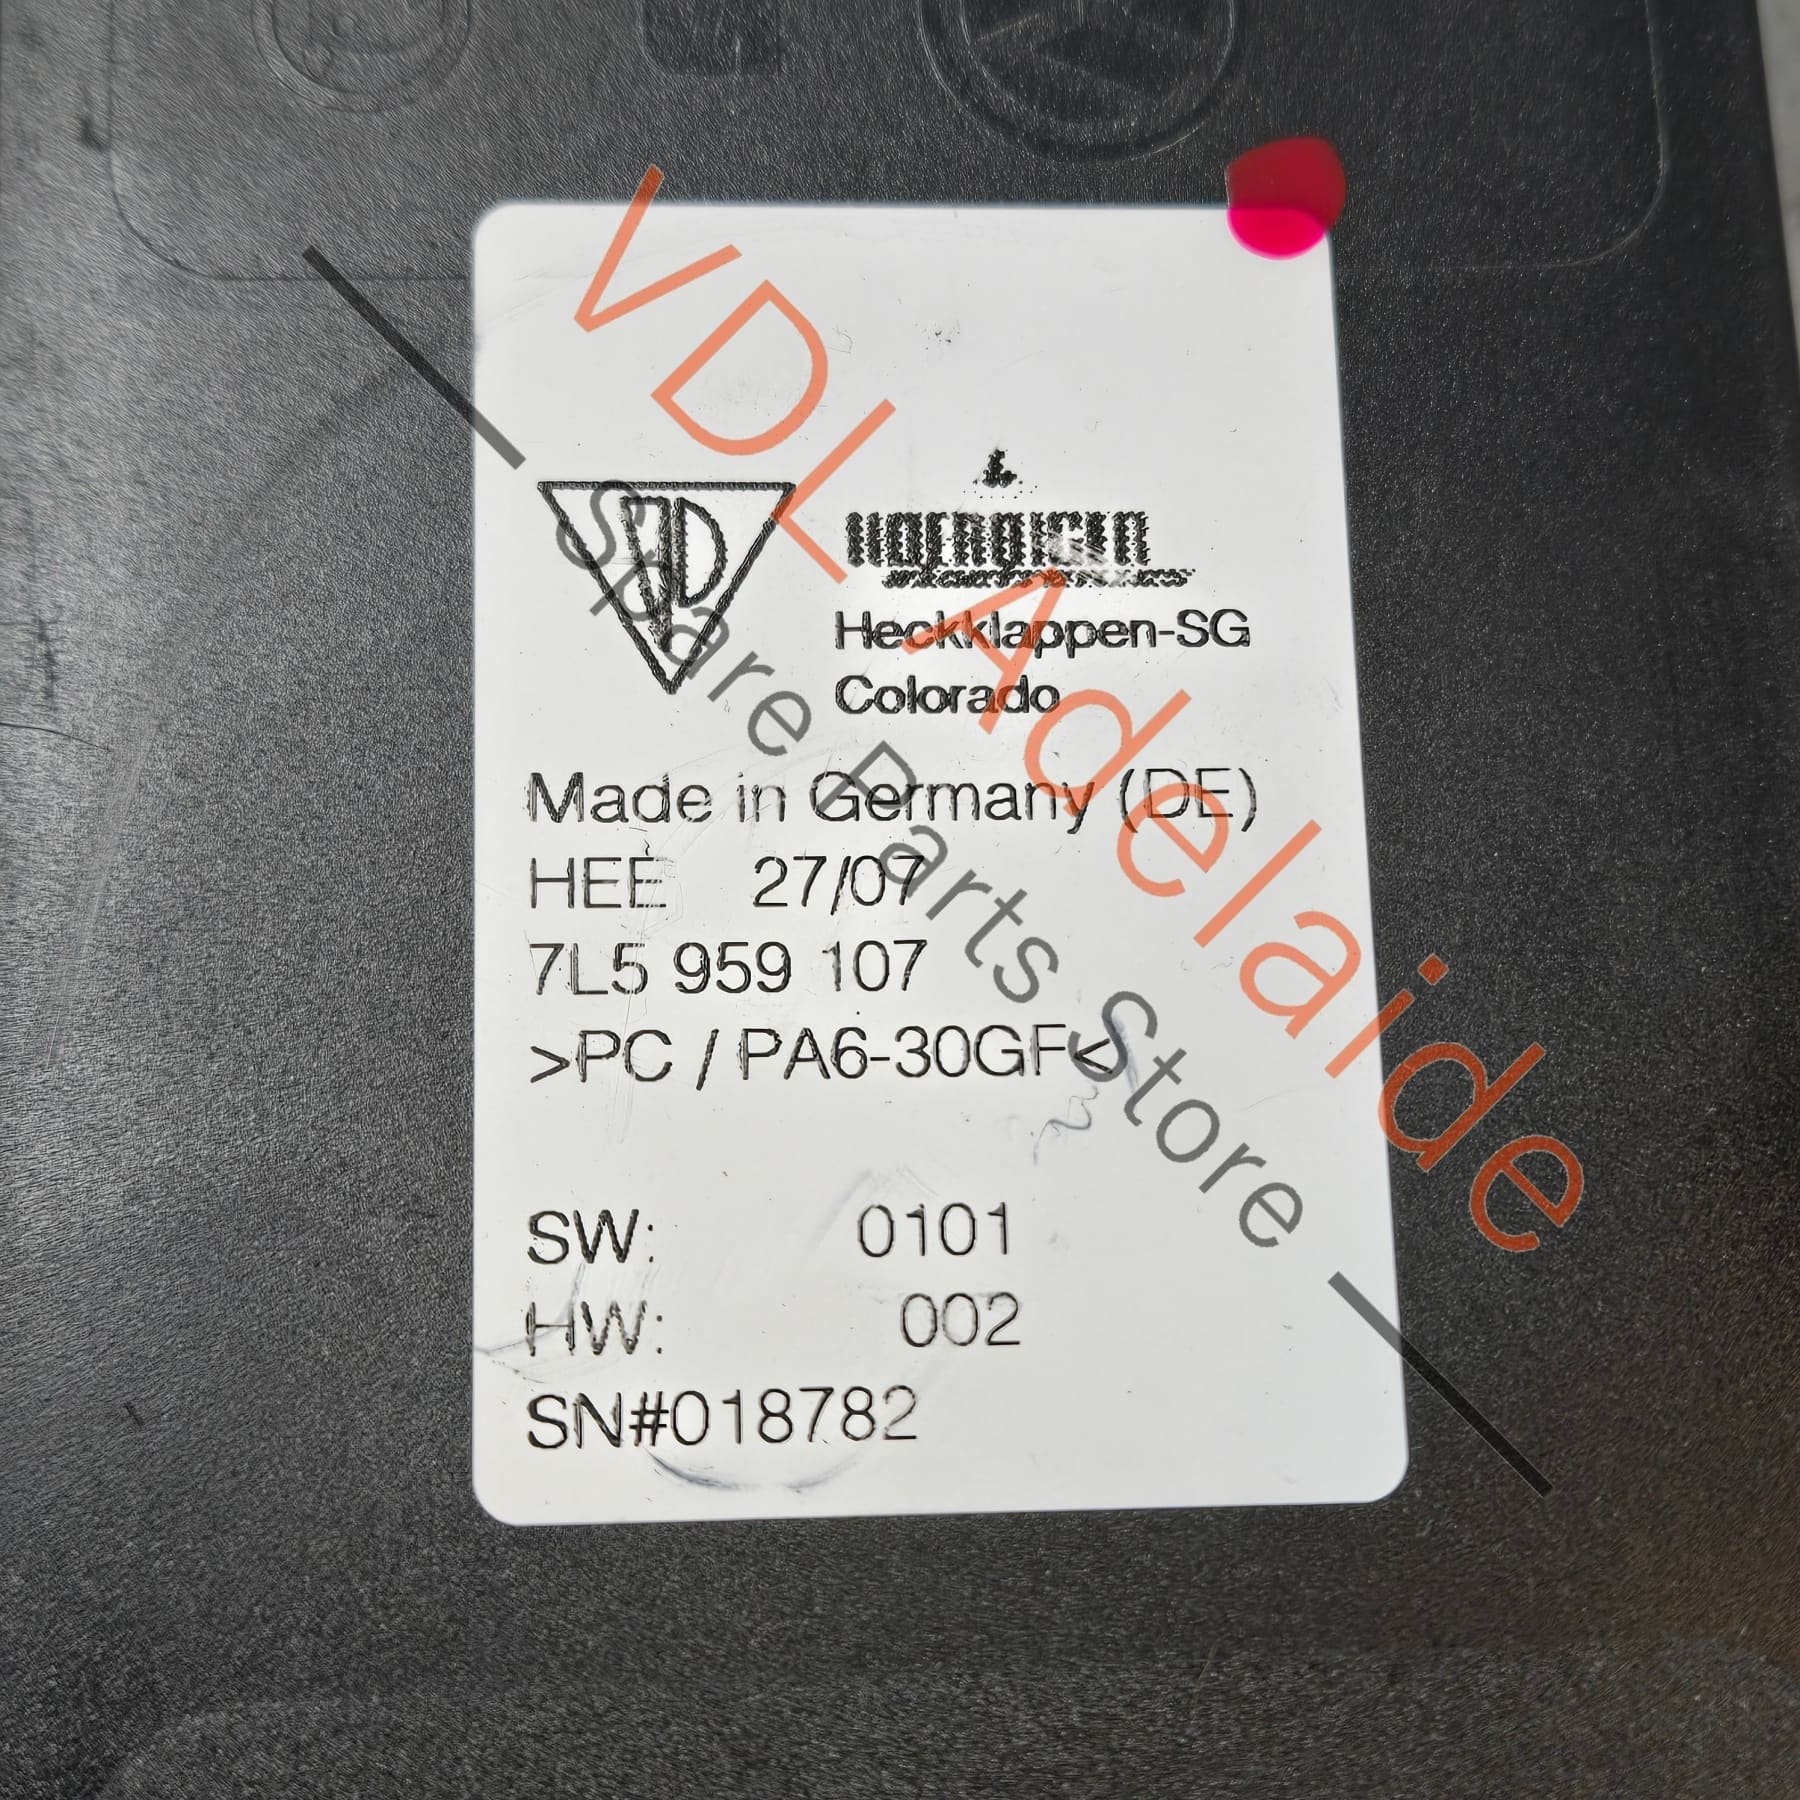 Heckklappen-SG
Colorado
Made in Germany (DE)
HEE 27/07
7L5 959 107
>PC / PA6-30GF<
SW: 0101
HW: 002
SN#018782
VDL Adelaide
Spare Parts Store